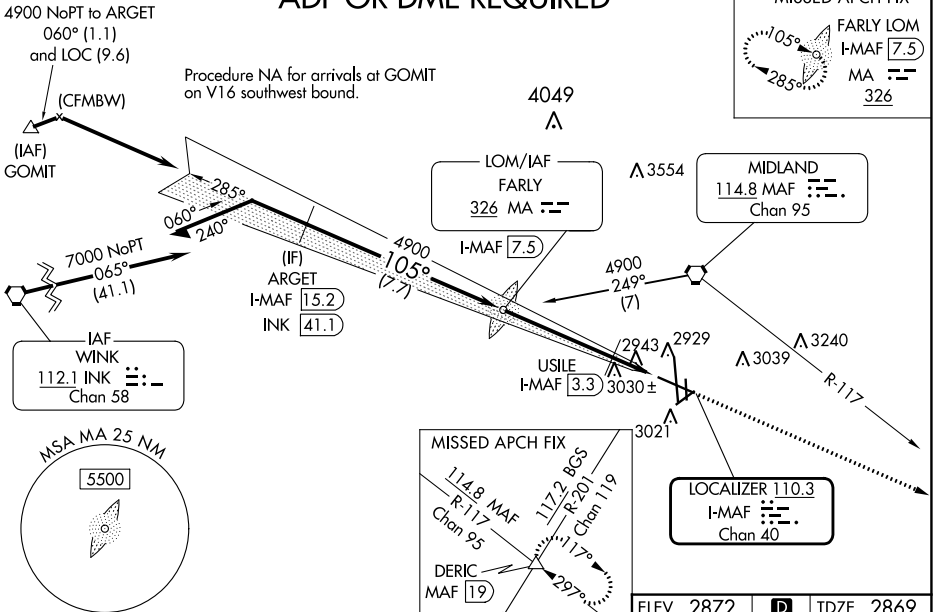 ADF OR DME REQUIRED
4900 NoPT to ARGET
060° (1.1)
and LOC (9.6)
(CFMBW)
(IAF)
GOMIT
Procedure NA for arrivals at GOMIT
on V16 southwest bound.
MISSED APCH FIX
FARLY LOM
I-MAF 7.5
MA
326
105°
285°
4049
3554
LOM/IAF
FARLY
326 MA
I-MAF 7.5
MIDLAND
114.8 MAF
Chan 95
285°
060°
240°
7000 NoPT
065°
(41.1)
(IF)
ARGET
I-MAF 15.2
INK 41.1
4900
105°
(7.7)
4900
249°
(7)
IAF
WINK
112.1 INK
Chan 58
USILE
I-MAF 3.3
2943
2929
3030 ±
3039
3240
3021
R-117
MSA MA 25 NM
5500
MISSED APCH FIX
114.8 MAF
R-117
Chan 95
117.2 BGS
R-201
Chan 119
DERIC
MAF 19
117°
297°
LOCALIZER 110.3
I-MAF
Chan 40
ELEV 2872
D
TDZE 2869